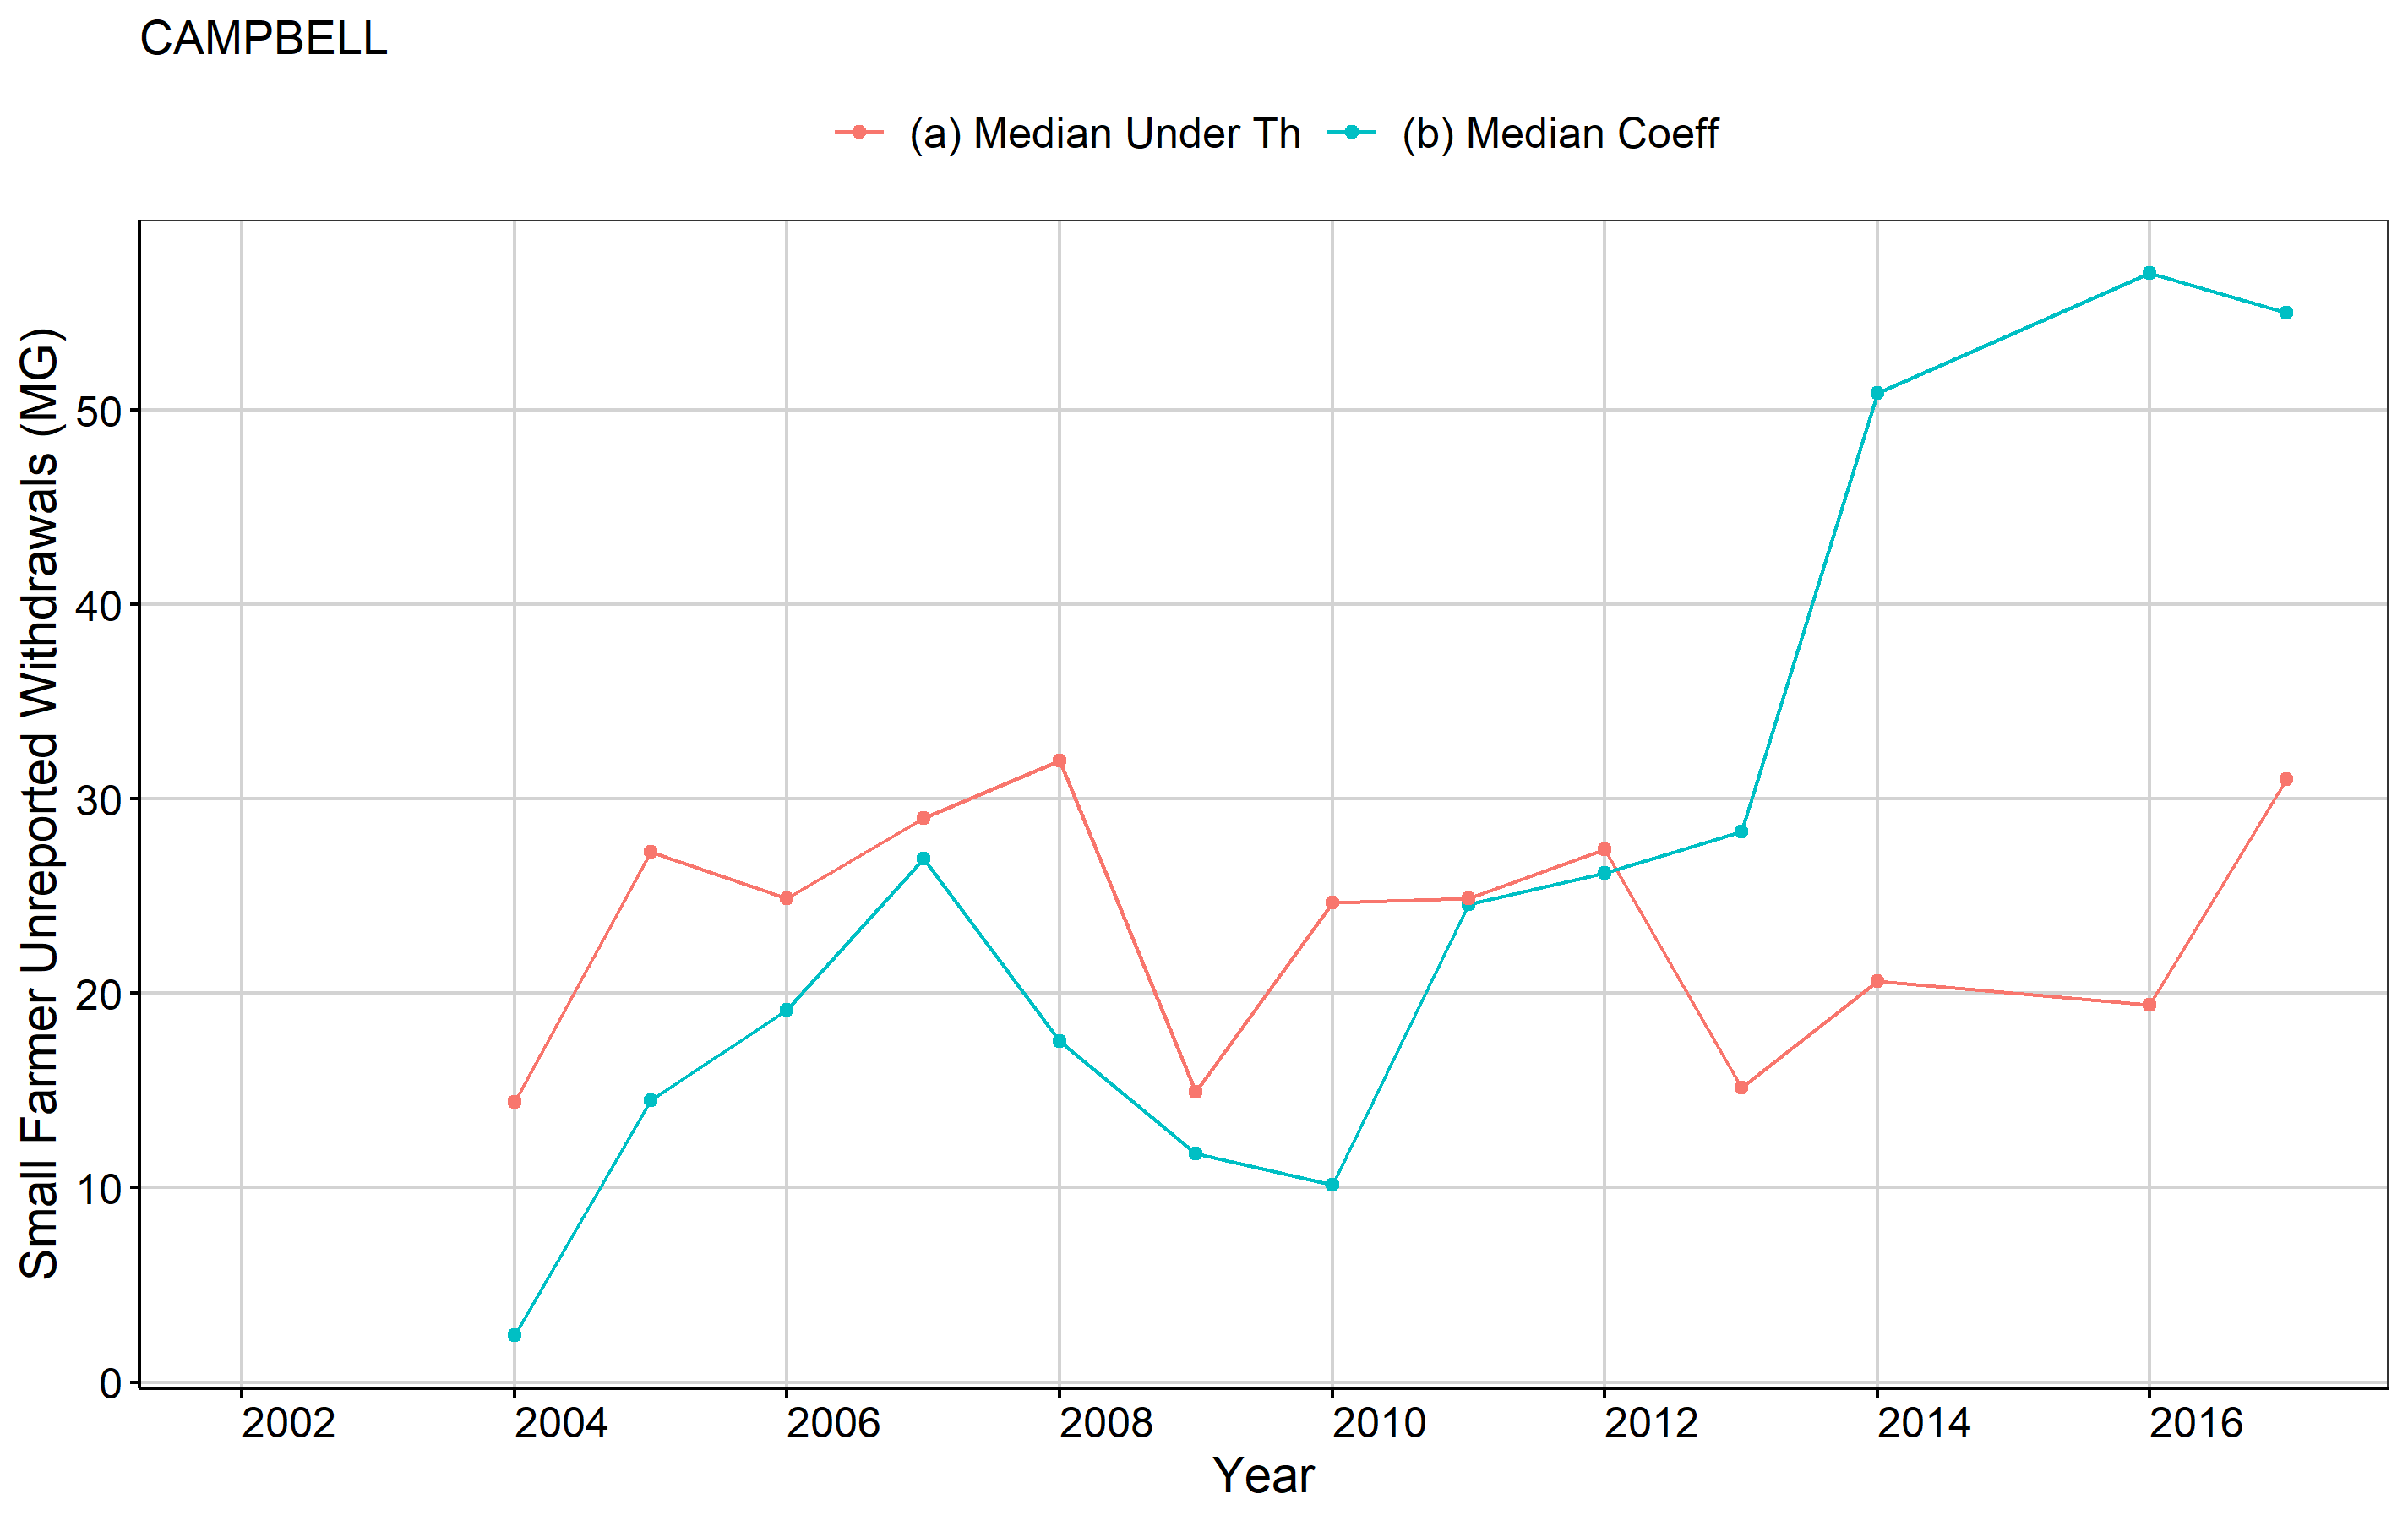 CAMPBELL
(a) Median Under Th (b) Median Coeff
Small Farmer Unreported Withdrawals (MG)
50
40
30
20
10
0
2002 2004 2006 2008 2010 2012 2014 2016
Year